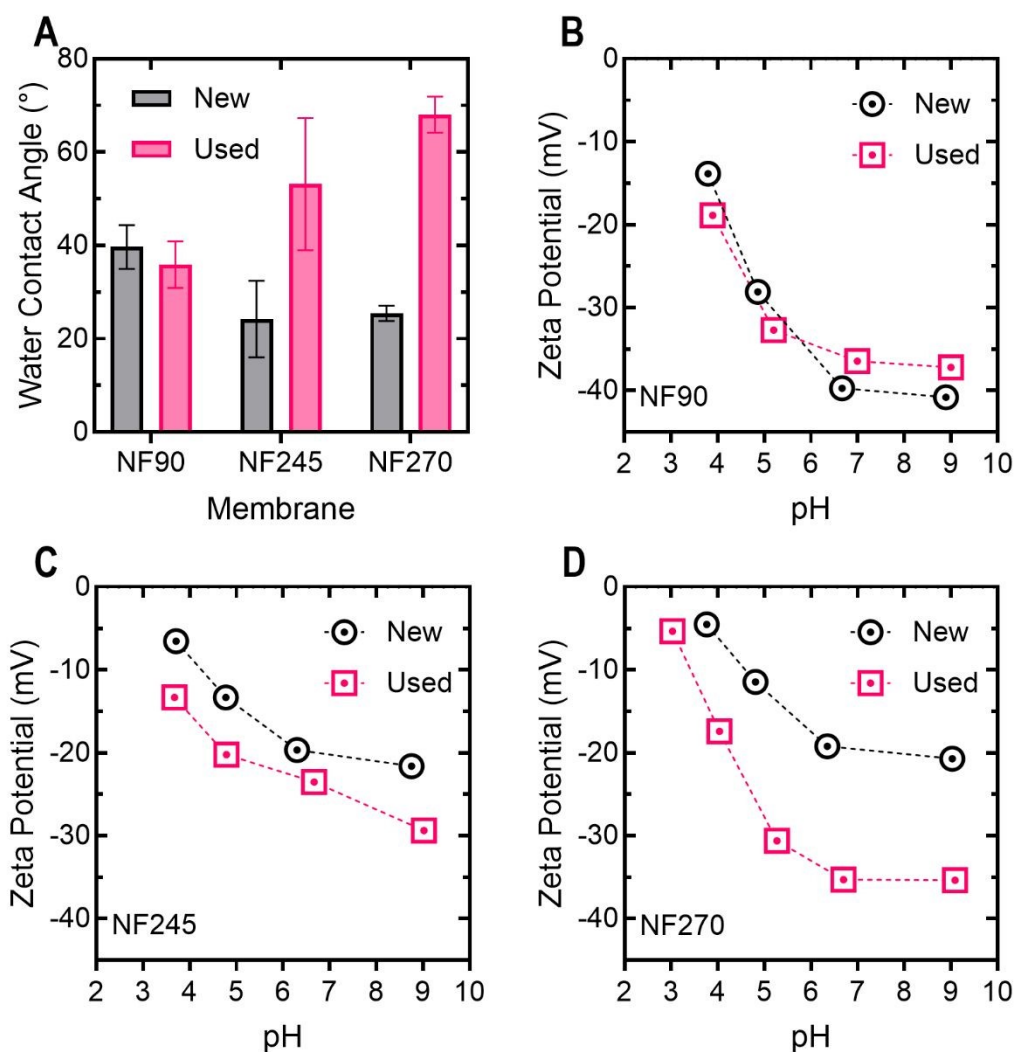 A
80
60
40
20
0
Water Contact Angle (°)
New
Used
NF90 NF245 NF270
Membrane
B
0
-10
-20
-30
-40
Zeta Potential (mV)
New
Used
NF90
2 3 4 5 6 7 8 9 10
pH
C
0
-10
-20
-30
-40
Zeta Potential (mV)
New
Used
NF245
2 3 4 5 6 7 8 9 10
pH
D
0
-10
-20
-30
-40
Zeta Potential (mV)
New
Used
NF270
2 3 4 5 6 7 8 9 10
pH